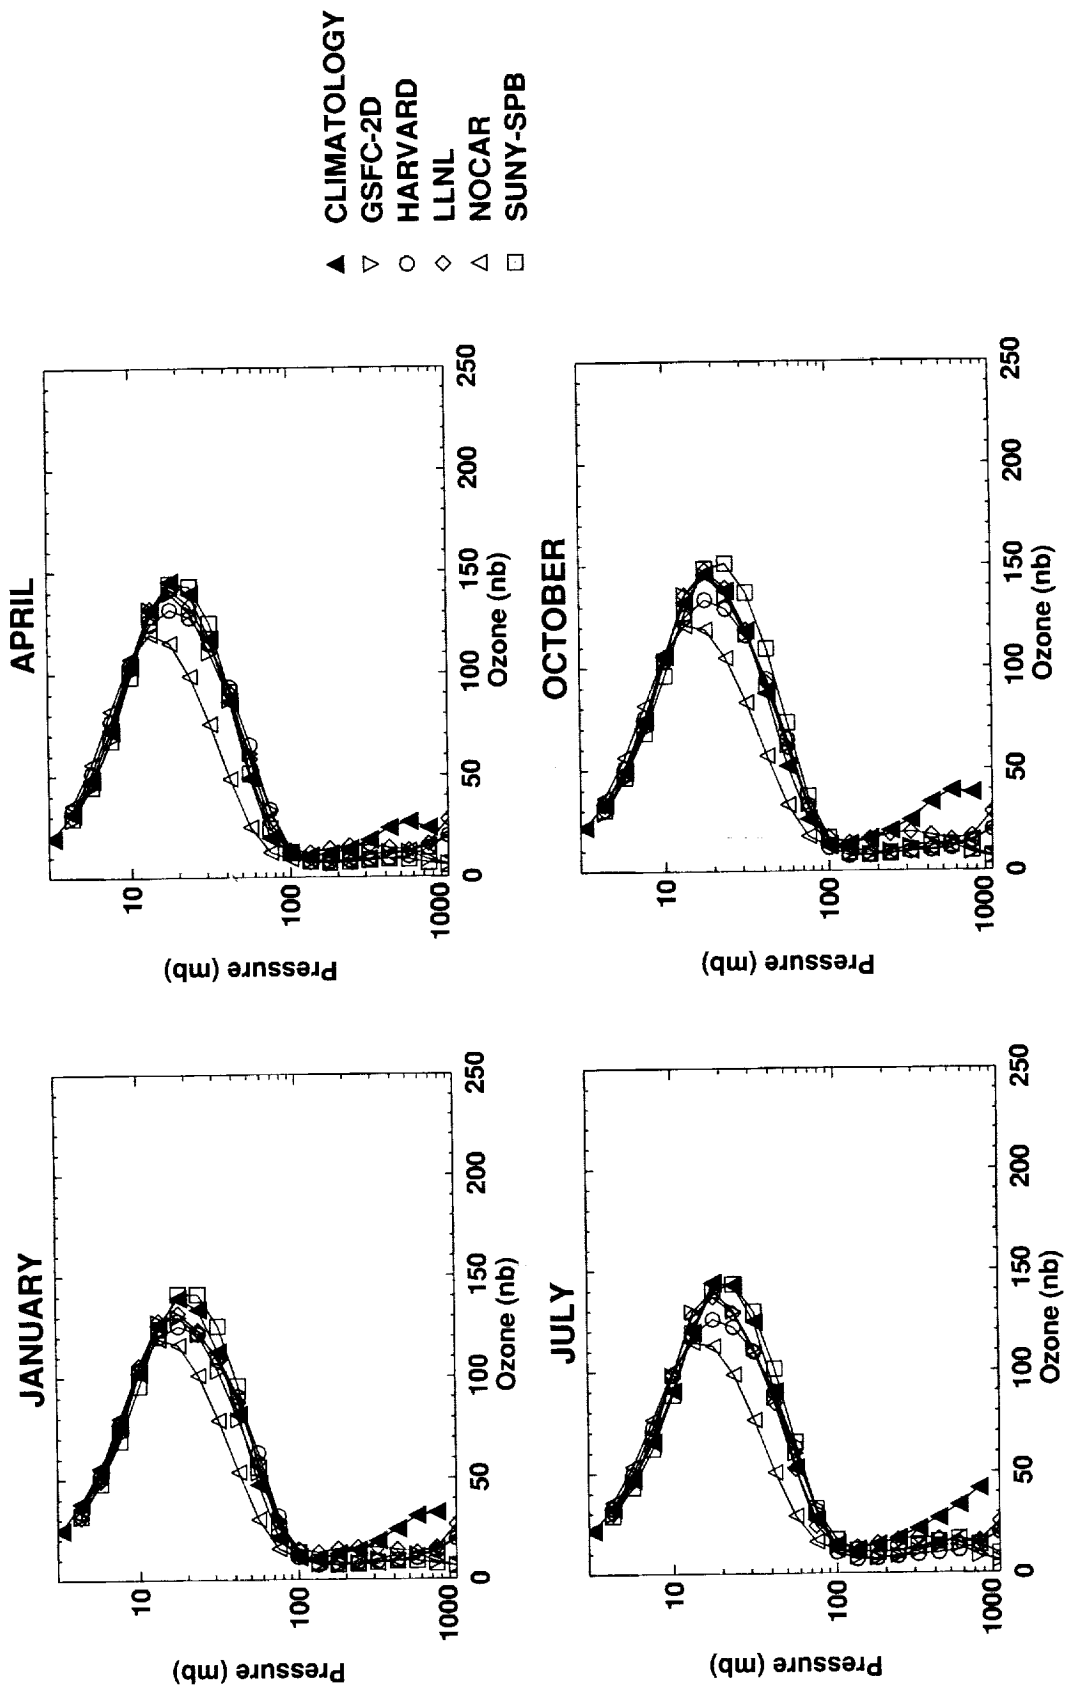 JANUARY
Pressure (mb)
10
100
1000
0
50
100
150
200
250
Ozone (nb)
APRIL
Pressure (mb)
10
100
1000
0
50
100
150
200
250
Ozone (nb)
CLIMATOLOGY
GSFC-2D
HARVARD
LLNL
NOCAR
SUNY-SPB
JULY
Pressure (mb)
10
100
1000
0
50
100
150
200
250
Ozone (nb)
OCTOBER
Pressure (mb)
10
100
1000
0
50
100
150
200
250
Ozone (nb)